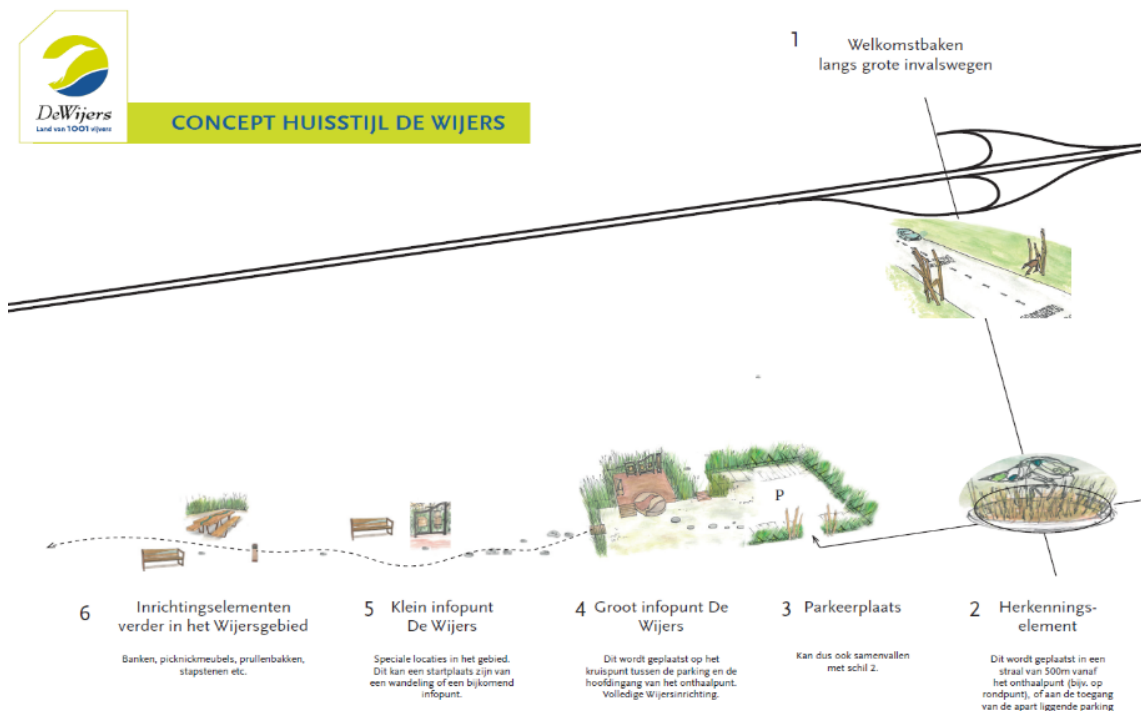 DeWijers
Land van 1001 vijvers
CONCEPT HUISSTIJL DE WIJERS
1
Welkomstbaken
langs grote invalswegen
P
6
Inrichtingselementen
verder in het Wijersgebied
Banken, picknickmeubels, prullenbakken,
stapstenen etc.
5
Klein infopunt
De Wijers
Speciale locaties in het gebied.
Dit kan een startplaats zijn van
een wandeling of een bijkomend
infopunt.
4
Groot infopunt De
Wijers
Dit wordt geplaatst op het
kruispunt tussen de parking en de
hoofdingang van het onthaalpunt.
Volledige Wijersinrichting.
3
Parkeerplaats
Kan dus ook samenvallen
met schil 2.
2
Herkennings-
element
Dit wordt geplaatst in een
straal van 500m vanaf
het onthaalpunt (bijv. op
rondpunt), of aan de toegang
van de apart liggende parking